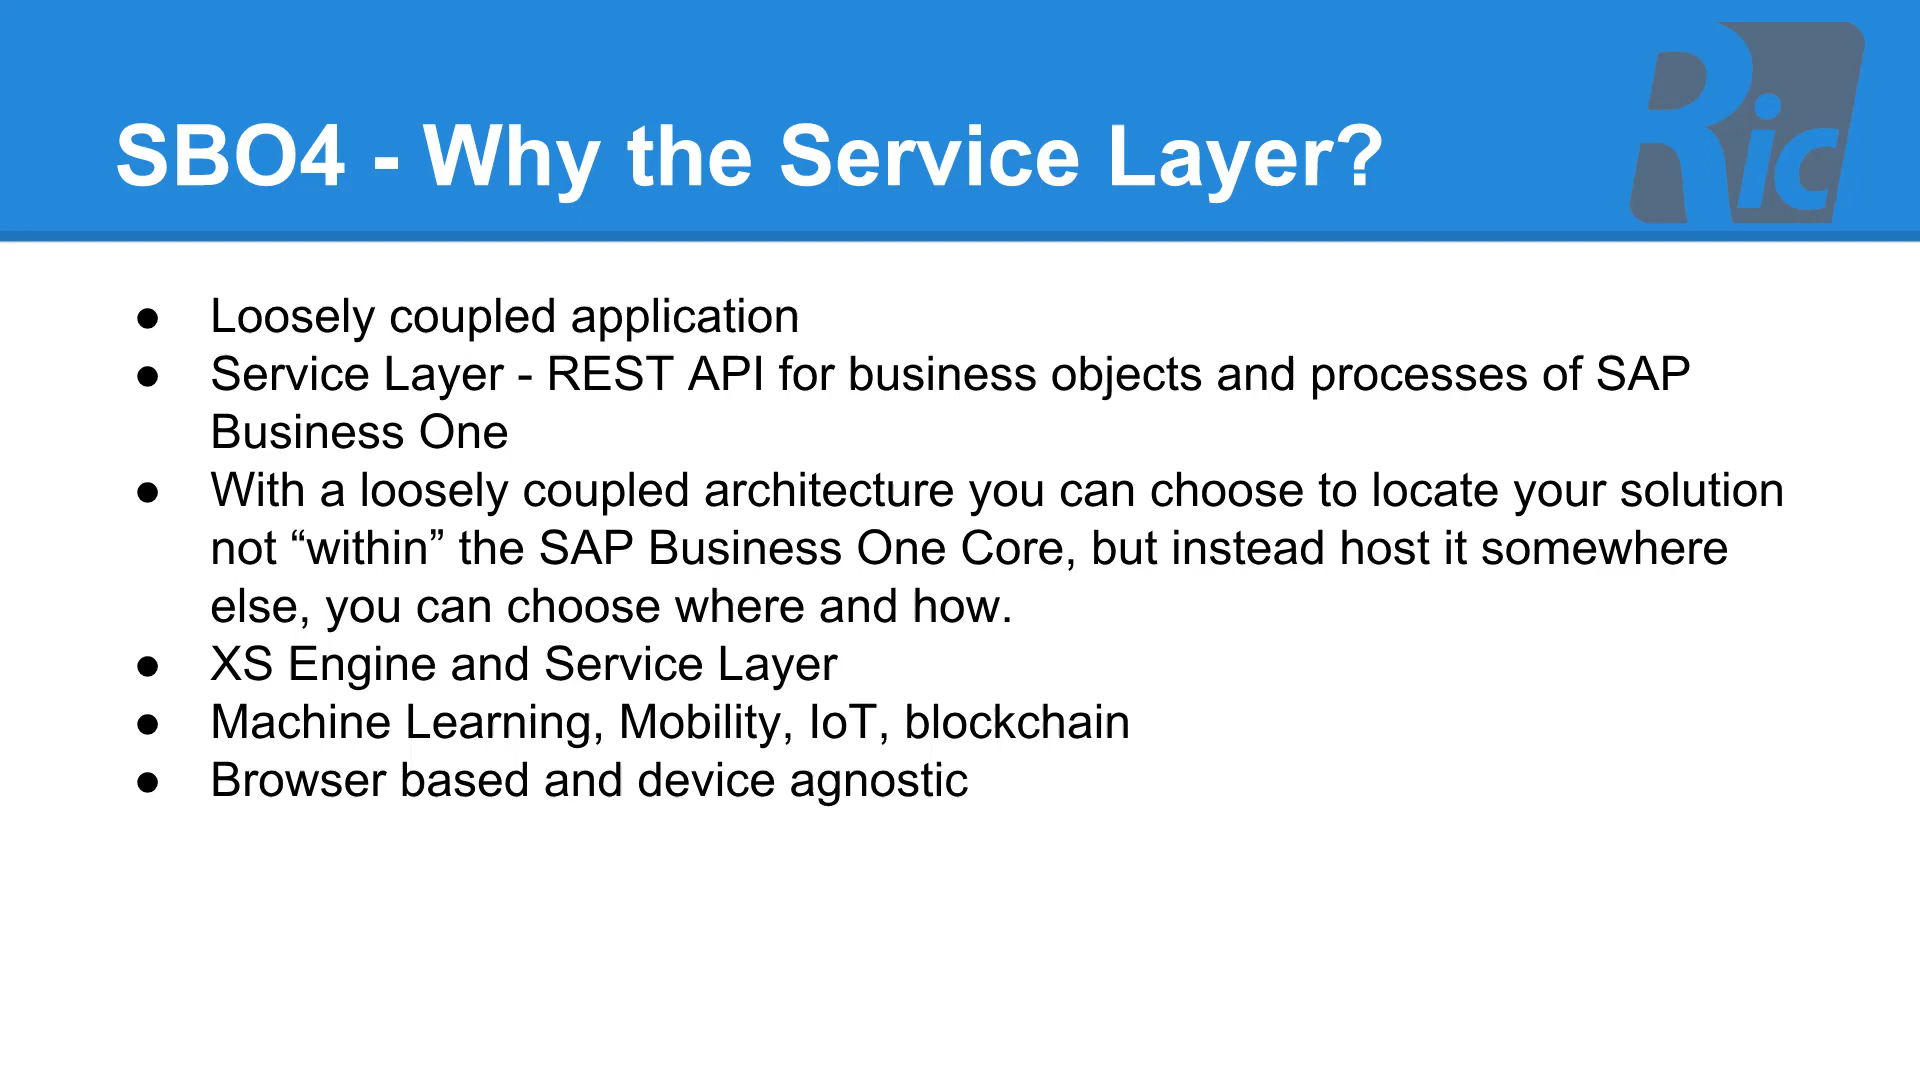 SBO4 - Why the Service Layer?
Ric
● Loosely coupled application
● Service Layer - REST API for business objects and processes of SAP
Business One
● With a loosely coupled architecture you can choose to locate your solution
not “within” the SAP Business One Core, but instead host it somewhere
else, you can choose where and how.
● XS Engine and Service Layer
● Machine Learning, Mobility, IoT, blockchain
● Browser based and device agnostic